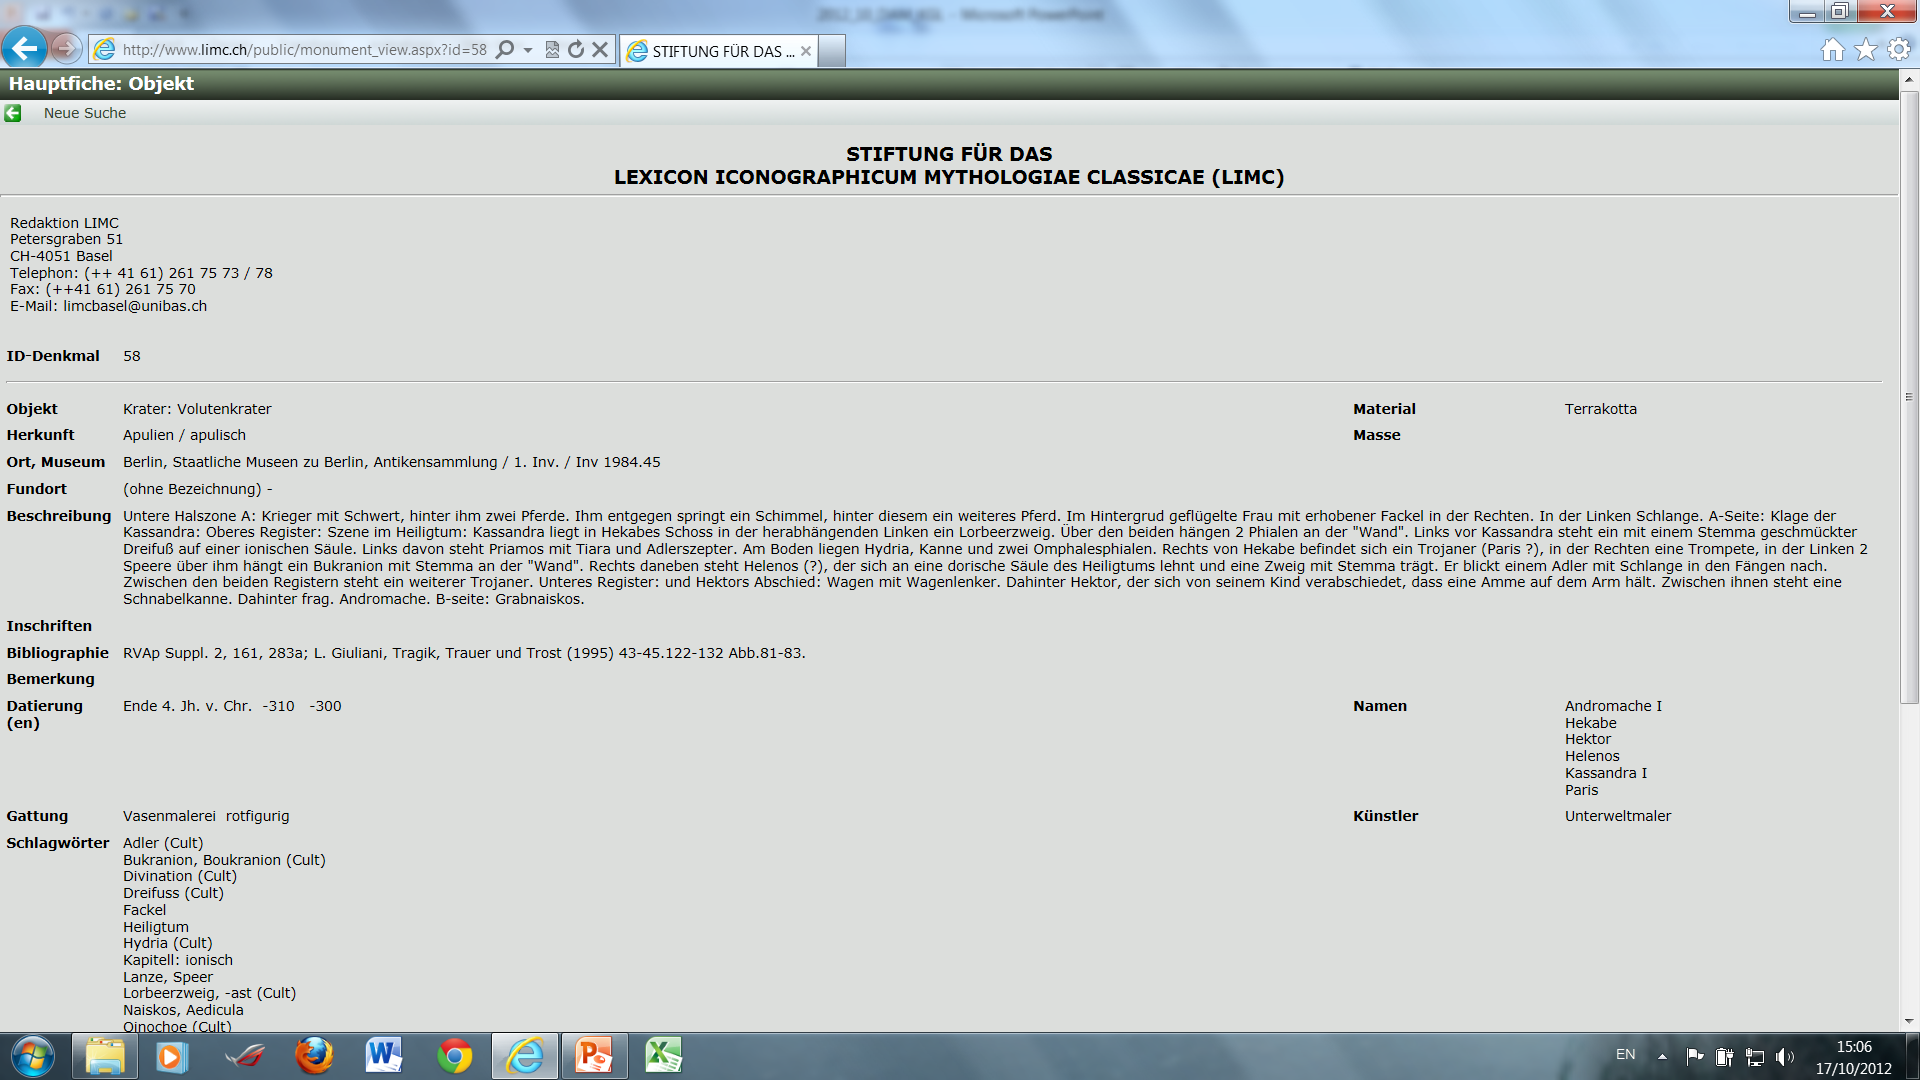 2012_10_DARI_KGL - Microsoft PowerPoint
http://www.limc.ch/public/monument_view.aspx?id=58
STIFTUNG FÜR DAS ...
Hauptfiche: Objekt
Neue Suche
STIFTUNG FÜR DAS
LEXICON ICONOGRAPHICUM MYTHOLOGIAE CLASSICAE (LIMC)
Redaktion LIMC
Petersgraben 51
CH-4051 Basel
Telephon: (++ 41 61) 261 75 73 / 78
Fax: (++41 61) 261 75 70
E-Mail: limcbasel@unibas.ch
ID-Denkmal 58
Objekt Krater: Volutenkrater Material Terrakotta
Herkunft Apulien / apulisch Masse
Ort, Museum Berlin, Staatliche Museen zu Berlin, Antikensammlung / 1. Inv. / Inv 1984.45
Fundort (ohne Bezeichnung) -
Beschreibung Untere Halszone A: Krieger mit Schwert, hinter ihm zwei Pferde. Ihm entgegen springt ein Schimmel, hinter diesem ein weiteres Pferd. Im Hintergrud geflügelte Frau mit erhobener Fackel in der Rechten. In der Linken Schlange. A-Seite: Klage der
Kassandra: Oberes Register: Szene im Heiligtum: Kassandra liegt in Hekabes Schoss in der herabhängenden Linken ein Lorbeerzweig. Über den beiden hängen 2 Phialen an der "Wand". Links vor Kassandra steht ein mit einem Stemma geschmückter
Dreifuß auf einer ionischen Säule. Links davon steht Priamos mit Tiara und Adlerszepter. Am Boden liegen Hydria, Kanne und zwei Omphalesphialen. Rechts von Hekabe befindet sich ein Trojaner (Paris ?), in der Rechten eine Trompete, in der Linken 2
Speere über ihm hängt ein Bukranion mit Stemma an der "Wand". Rechts daneben steht Helenos (?), der sich an eine dorische Säule des Heiligtums lehnt und eine Zweig mit Stemma trägt. Er blickt einem Adler mit Schlange in den Fängen nach.
Zwischen den beiden Registern steht ein weiterer Trojaner. Unteres Register: und Hektors Abschied: Wagen mit Wagenlenker. Dahinter Hektor, der sich von seinem Kind verabschiedet, dass eine Amme auf dem Arm hält. Zwischen ihnen steht eine
Schnabelkanne. Dahinter frag. Andromache. B-seite: Grabnaiskos.
Inschriften
Bibliographie RVAp Suppl. 2, 161, 283a; L. Giuliani, Tragik, Trauer und Trost (1995) 43-45.122-132 Abb.81-83.
Bemerkung
Datierung (en) Ende 4. Jh. v. Chr. -310 -300 Namen Andromache I
Hekabe
Hektor
Helenos
Kassandra I
Paris
Gattung Vasenmalerei rotfigurig Künstler Unterweltmaler
Schlagwörter Adler (Cult)
Bukranion, Boukranion (Cult)
Divination (Cult)
Dreifuss (Cult)
Fackel
Heiligtum
Hydria (Cult)
Kapitell: ionisch
Lanze, Speer
Lorbeerzweig, -ast (Cult)
Naiskos, Aedicula
Oinochoe (Cult)
EN
15:06
17/10/2012